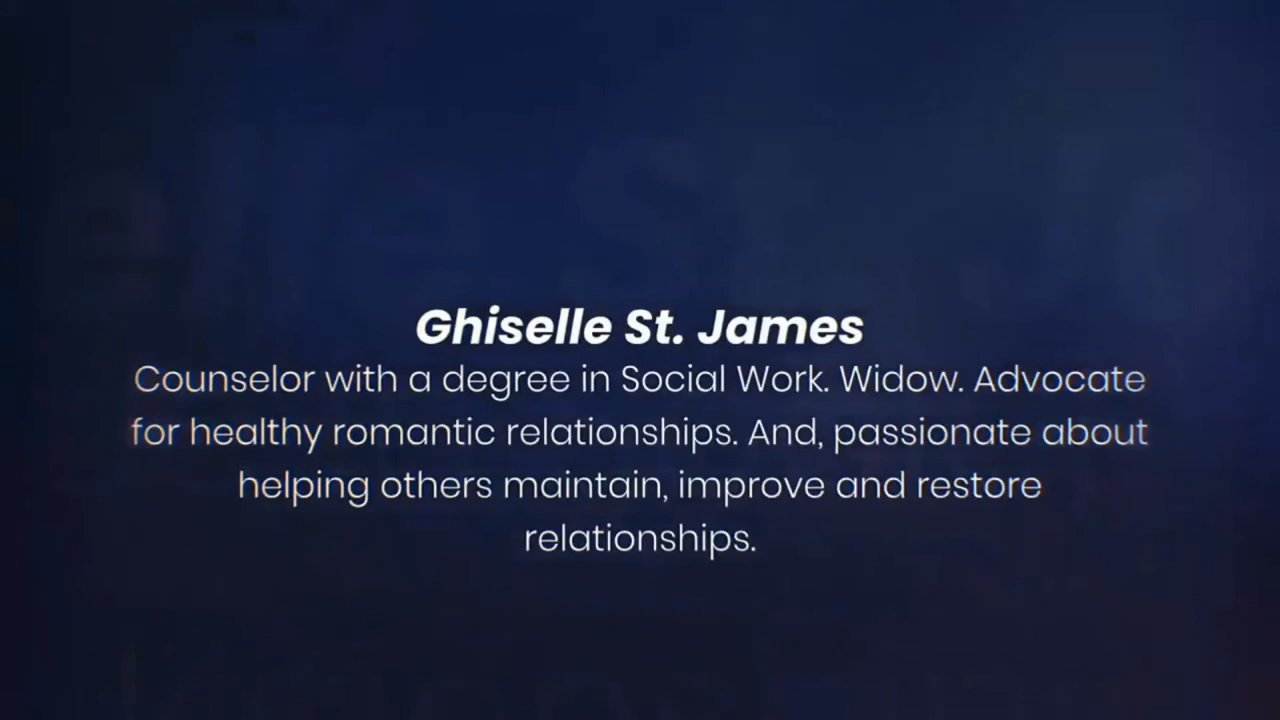 Ghiselle St. James
Counselor with a degree in Social Work. Widow. Advocate
for healthy romantic relationships. And, passionate about
helping others maintain, improve and restore
relationships.